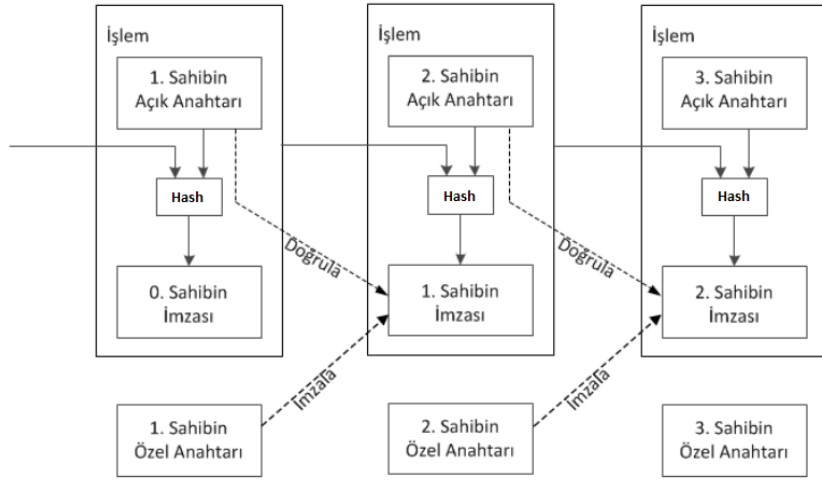 İşlem
1. Sahibin
Açık Anahtarı
Hash
0. Sahibin
İmzası
Doğrula
İmzala
1. Sahibin
Özel Anahtarı
İşlem
2. Sahibin
Açık Anahtarı
Hash
1. Sahibin
İmzası
Doğrula
İmzala
2. Sahibin
Özel Anahtarı
İşlem
3. Sahibin
Açık Anahtarı
Hash
2. Sahibin
İmzası
3. Sahibin
Özel Anahtarı